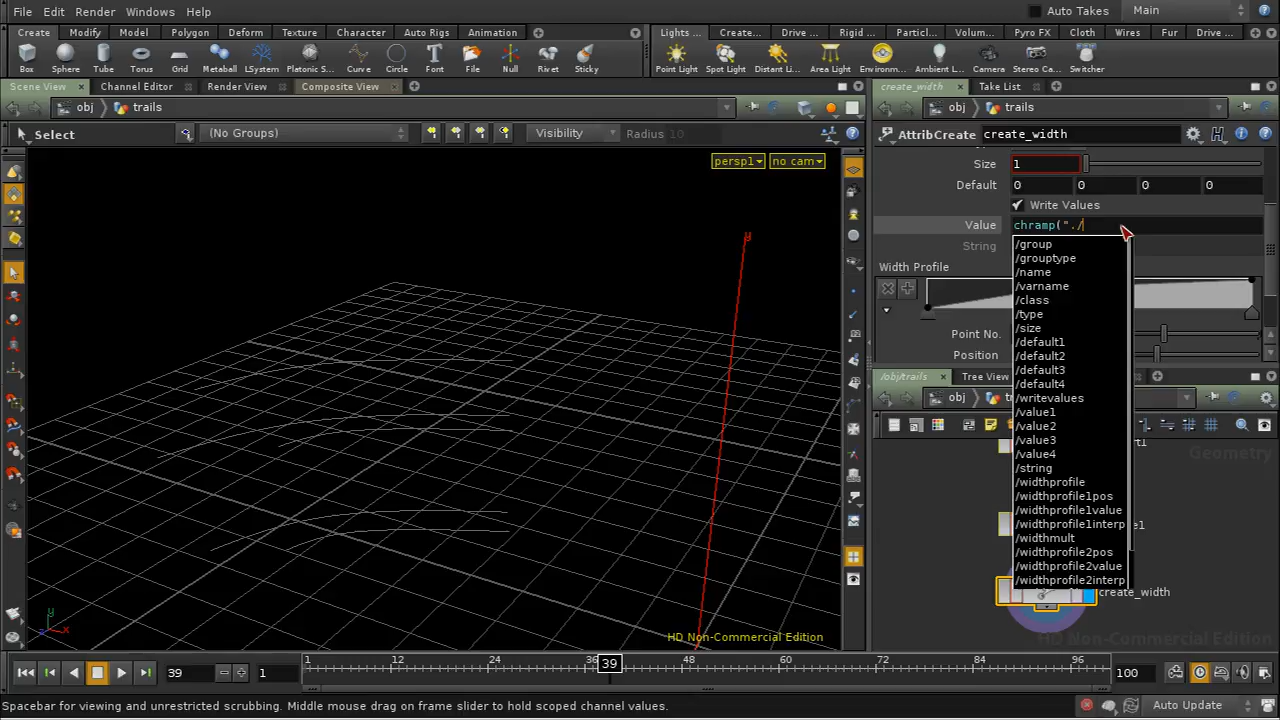 File Edit Render Windows Help Auto Takes Main
Create Modify Model Polygon Deform Texture Character Auto Rigs Animation Lights ... Create... Drive ... Rigid ... Particl... Volum... Pyro FX Cloth Wires Fur Drive ...
Box Sphere Tube Torus Grid Metaball LSystem Platonic S... Curve Circle Font File Null Rivet Sticky Point Light Spot Light Distant Li... Area Light Environm... Ambient L... Camera Stereo Ca... Switcher
Scene View Channel Editor Render View Composite View create_width Take List
obj trails obj trails
Select (No Groups) Visibility Radius 10 AttribCreate create_width
persp1 no cam
Size 1
Default 0 0 0 0
Write Values
Value chramp("./
String
Width Profile
Point No.
Position
/group
/grouptype
/name
/varname
/class
/type
/size
/default1
/default2
/default3
/default4
/writevalues
/value1
/value2
/value3
/value4
/string
/widthprofile
/widthprofile1pos
/widthprofile1value
/widthprofile1interp
/widthmult
/widthprofile2pos
/widthprofile2value
/widthprofile2interp
/obj/trails Tree View
obj
Geometry
create_width
HD Non-Commercial Edition
HD Non-Commercial Edition
y
y
x
z
39 1 1 12 24 36 39 48 60 72 84 96 100
Spacebar for viewing and unrestricted scrubbing. Middle mouse drag on frame slider to hold scoped channel values. Auto Update